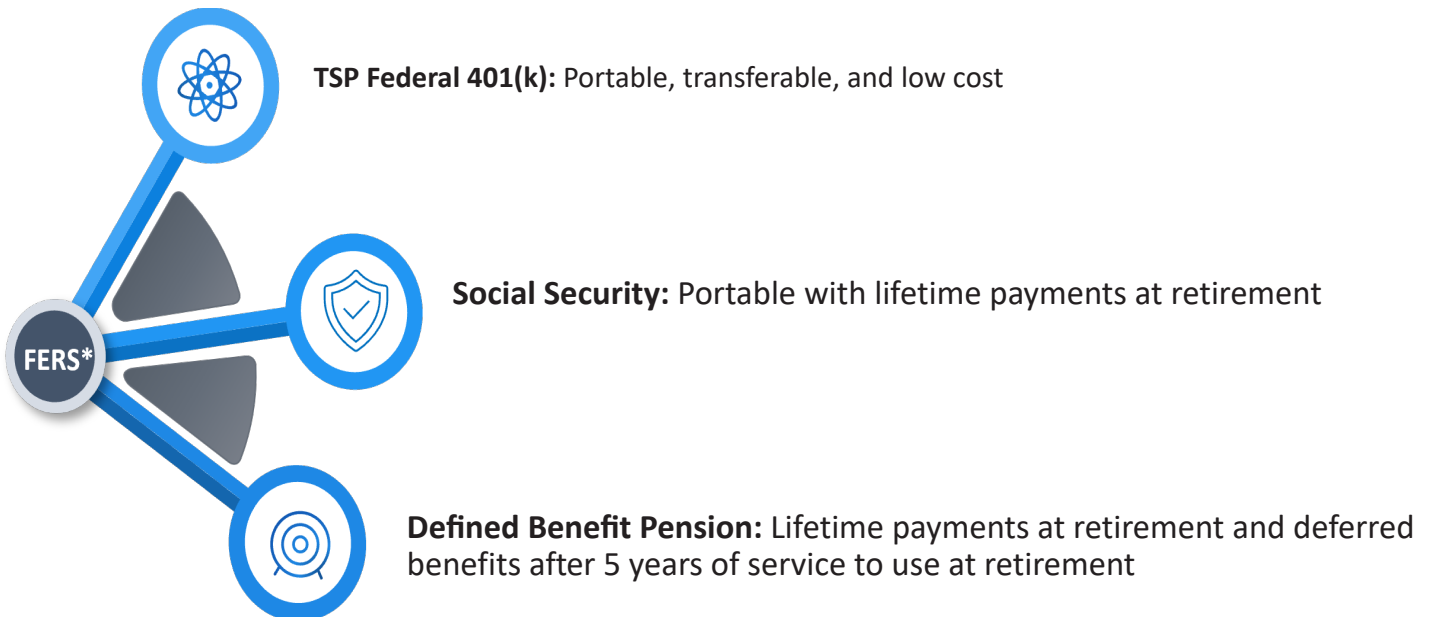 TSP Federal 401(k): Portable, transferable, and low cost
Social Security: Portable with lifetime payments at retirement
FERS*
Defined Benefit Pension: Lifetime payments at retirement and deferred
benefits after 5 years of service to use at retirement